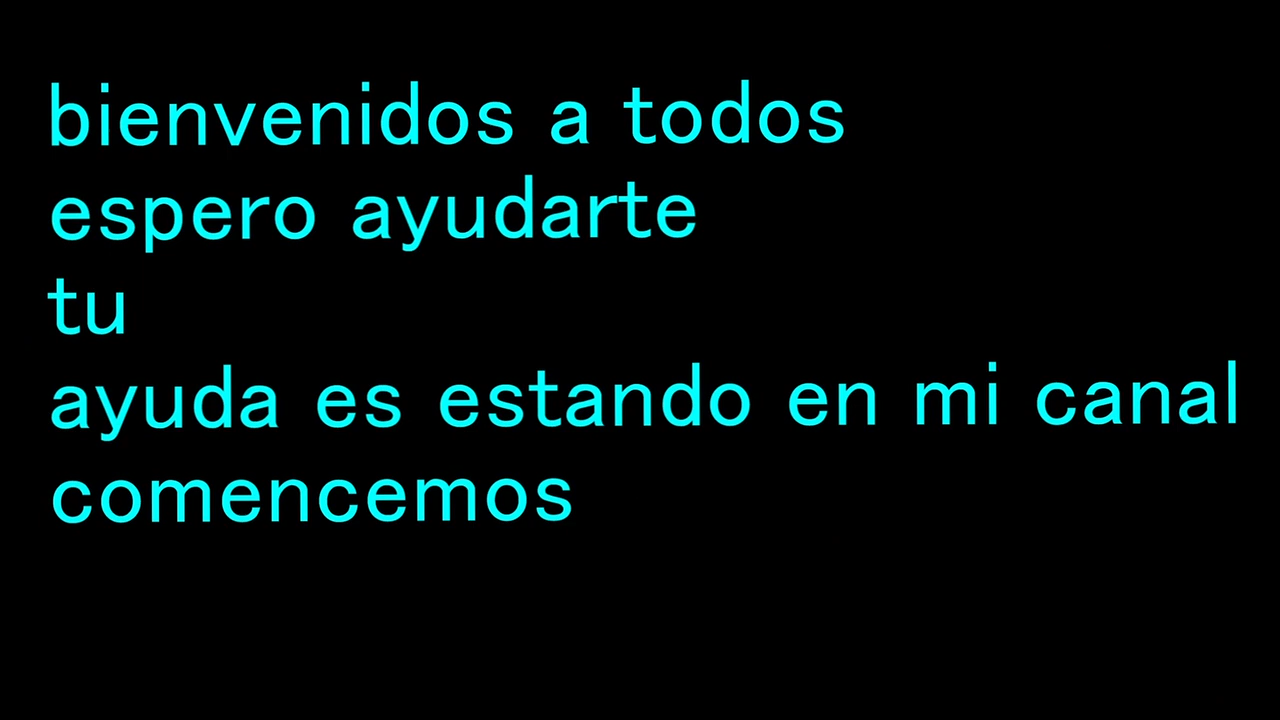 bienvenidos a todos
espero ayudarte
tu
ayuda es estando en mi canal
comencemos